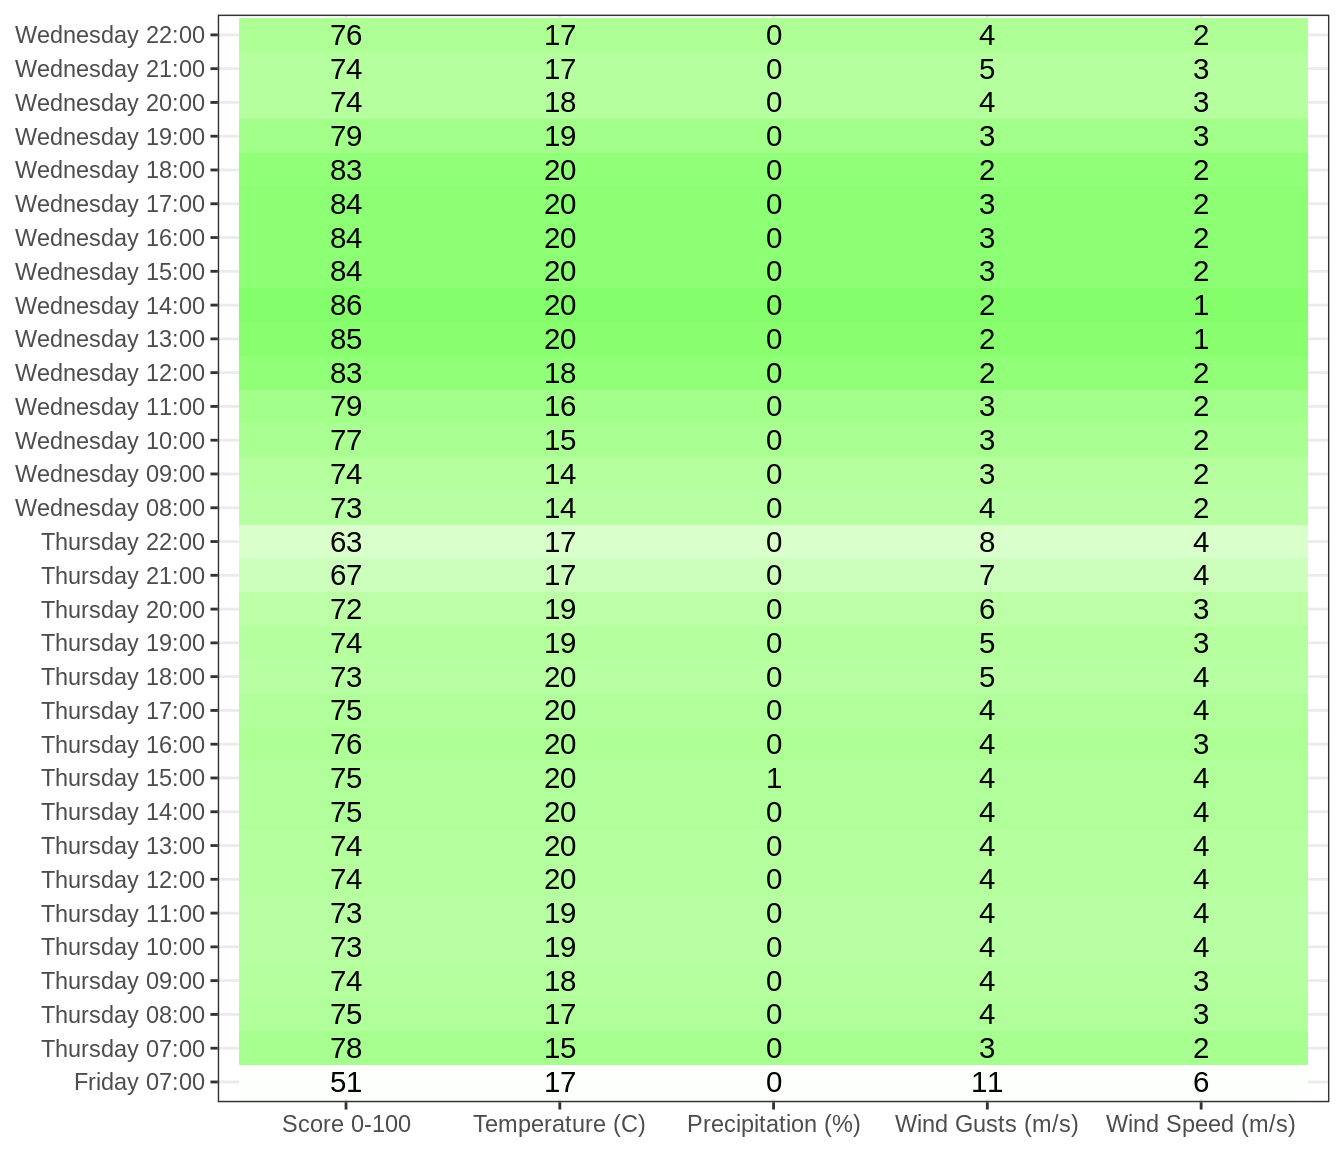 Wednesday 22:00 76 17 0 4 2
Wednesday 21:00 74 17 0 5 3
Wednesday 20:00 74 18 0 4 3
Wednesday 19:00 79 19 0 3 3
Wednesday 18:00 83 20 0 2 2
Wednesday 17:00 84 20 0 3 2
Wednesday 16:00 84 20 0 3 2
Wednesday 15:00 84 20 0 3 2
Wednesday 14:00 86 20 0 2 1
Wednesday 13:00 85 20 0 2 1
Wednesday 12:00 83 18 0 2 2
Wednesday 11:00 79 16 0 3 2
Wednesday 10:00 77 15 0 3 2
Wednesday 09:00 74 14 0 3 2
Wednesday 08:00 73 14 0 4 2
Thursday 22:00 63 17 0 8 4
Thursday 21:00 67 17 0 7 4
Thursday 20:00 72 19 0 6 3
Thursday 19:00 74 19 0 5 3
Thursday 18:00 73 20 0 5 4
Thursday 17:00 75 20 0 4 4
Thursday 16:00 76 20 0 4 3
Thursday 15:00 75 20 1 4 4
Thursday 14:00 75 20 0 4 4
Thursday 13:00 74 20 0 4 4
Thursday 12:00 74 20 0 4 4
Thursday 11:00 73 19 0 4 4
Thursday 10:00 73 19 0 4 4
Thursday 09:00 74 18 0 4 3
Thursday 08:00 75 17 0 4 3
Thursday 07:00 78 15 0 3 2
Friday 07:00 51 17 0 11 6
Score 0-100 Temperature (C) Precipitation (%) Wind Gusts (m/s) Wind Speed (m/s)